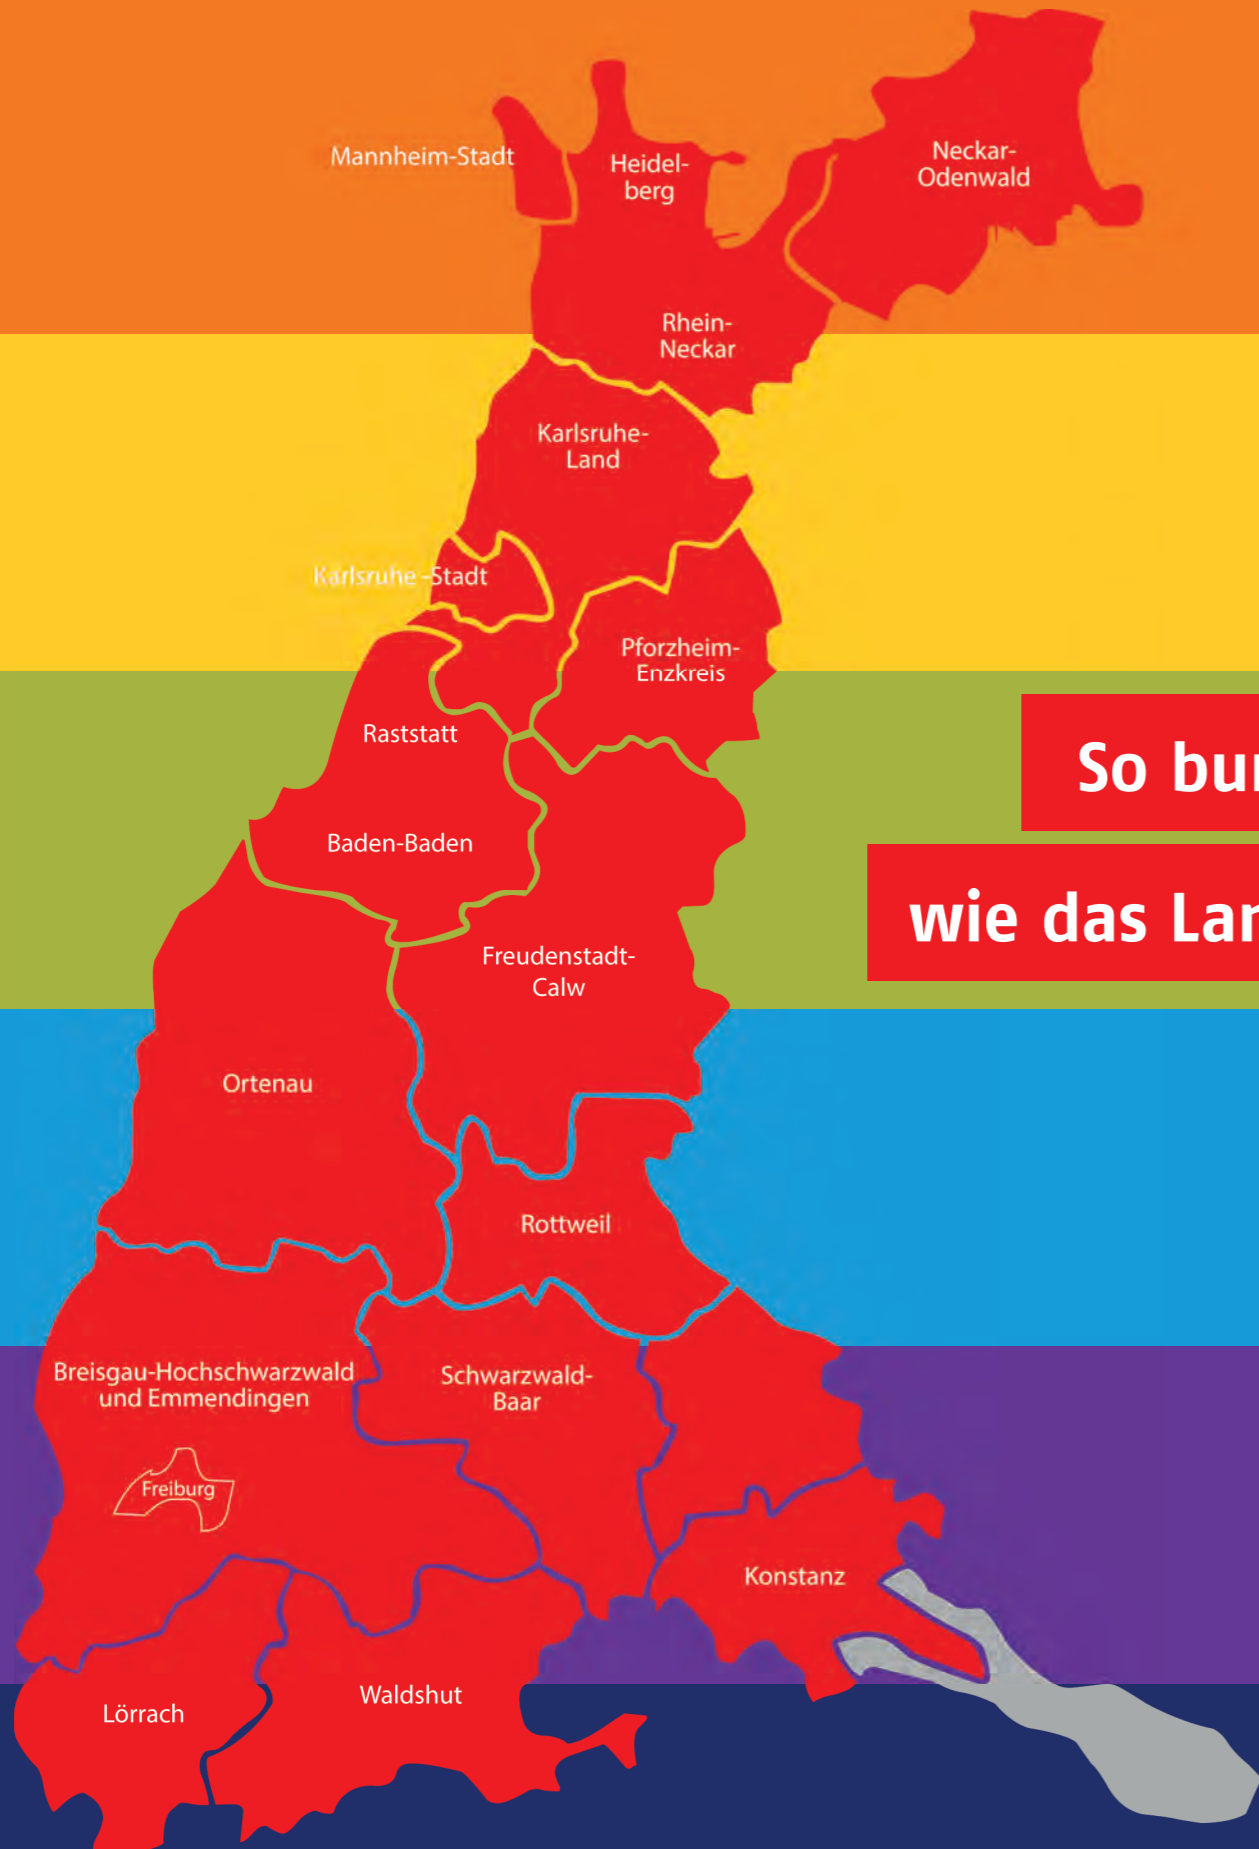 Mannheim-Stadt
Heidel-
berg
Neckar-
Odenwald
Rhein-
Neckar
Karlsruhe-
Land
Karlsruhe -Stadt
Pforzheim-
Enzkreis
Raststatt
Baden-Baden
So bu
wie das La
Freudenstadt-
Calw
Ortenau
Rottweil
Breisgau-Hochschwarzwald
und Emmendingen
Schwarzwald-
Baar
Freiburg
Konstanz
Waldshut
Lörrach